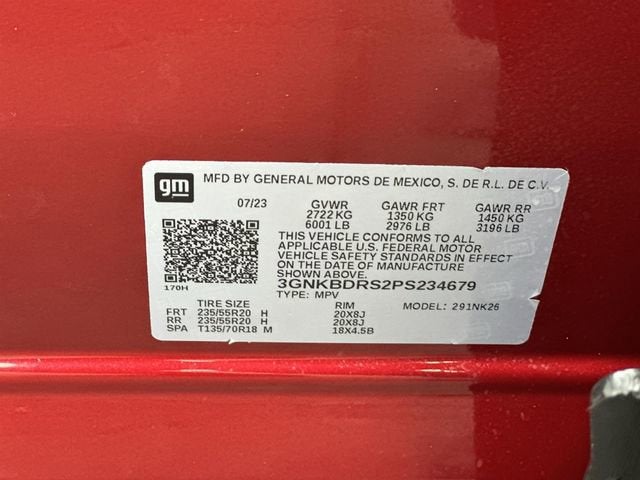 gm
MFD BY GENERAL MOTORS DE MEXICO, S. DE R.L. DE C.V.
07/23 GVWR GAWR FRT GAWR RR
2722 KG 1350 KG 1450 KG
6001 LB 2976 LB 3196 LB
THIS VEHICLE CONFORMS TO ALL
APPLICABLE U.S. FEDERAL MOTOR
VEHICLE SAFETY STANDARDS IN EFFECT
ON THE DATE OF MANUFACTURE
SHOWN ABOVE.
170H
3GNKBDRS2PS234679
TYPE: MPV MODEL: 291NK26
TIRE SIZE RIM
FRT 235/55R20 H 20X8J
RR 235/55R20 H 20X8J
SPA T135/70R18 M 18X4.5B